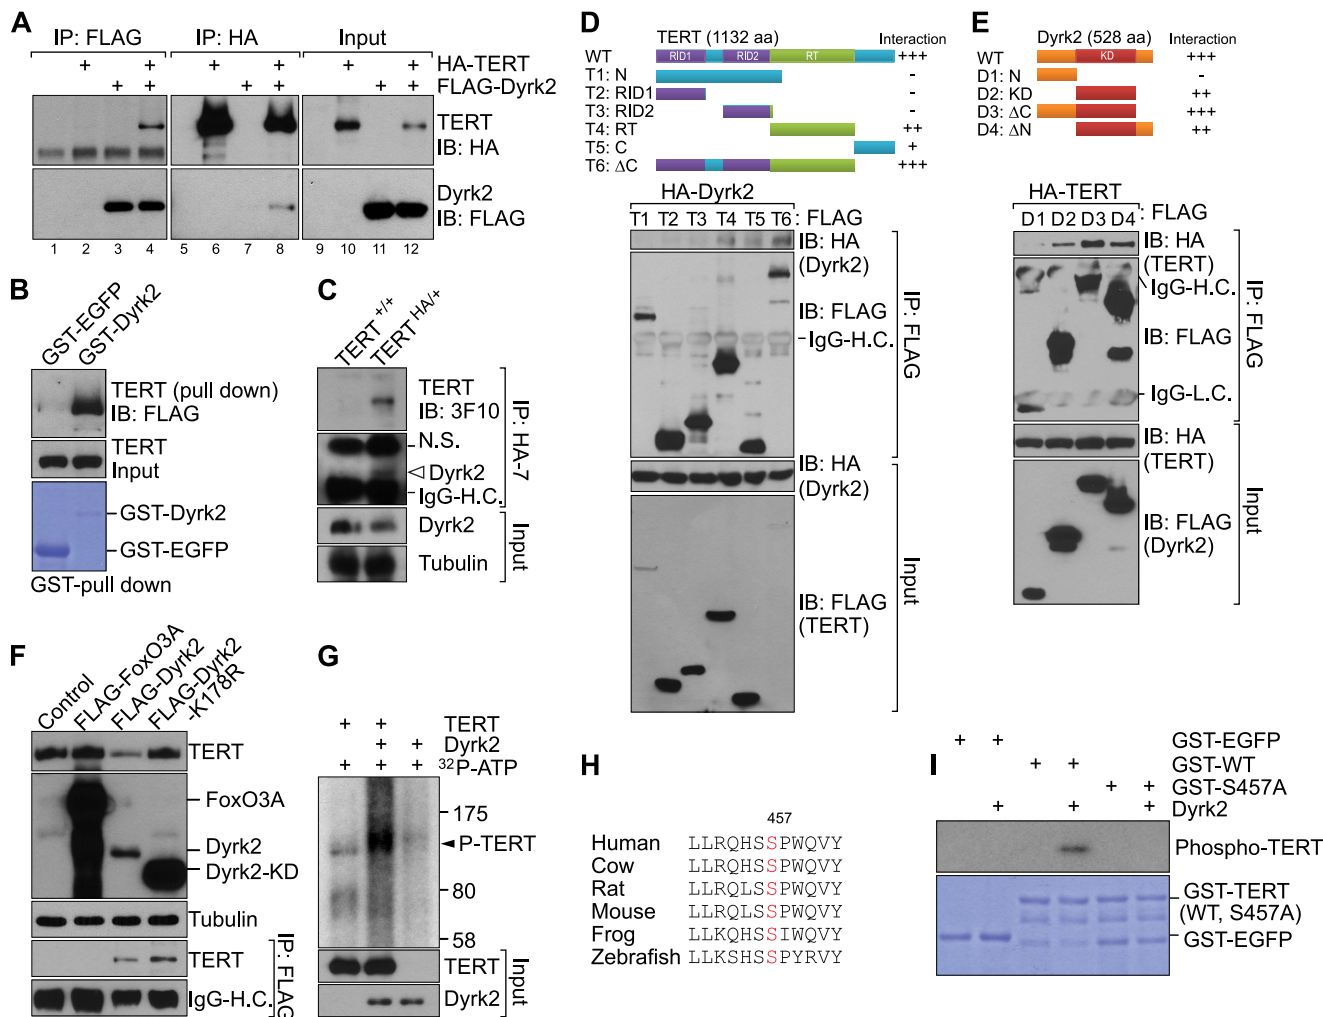 A
IP: FLAG IP: HA Input
+ + + + + + HA-TERT
+ + + + + + FLAG-Dyrk2
TERT
IB: HA
Dyrk2
IB: FLAG
1 2 3 4 5 6 7 8 9 10 11 12
B
GST-EGFP
GST-Dyrk2
TERT (pull down)
IB: FLAG
TERT
Input
GST-Dyrk2
GST-EGFP
GST-pull down
C
TERT+/+
TERTHA/+
TERT
IB: 3F10
N.S.
Dyrk2
IgG-H.C.
IP: HA-7
Dyrk2
Tubulin
Input
D
TERT (1132 aa) Interaction
WT RID1 RID2 RT +++
T1: N -
T2: RID1 -
T3: RID2 -
T4: RT ++
T5: C +
T6: ΔC +++
HA-Dyrk2
T1 T2 T3 T4 T5 T6 : FLAG
IB: HA
(Dyrk2)
IB: FLAG
IgG-H.C.
IP: FLAG
IB: HA
(Dyrk2)
IB: FLAG
(TERT)
Input
E
Dyrk2 (528 aa) Interaction
WT KD +++
D1: N -
D2: KD ++
D3: ΔC +++
D4: ΔN ++
HA-TERT
D1 D2 D3 D4 : FLAG
IB: HA
(TERT)
IgG-H.C.
IB: FLAG
IgG-L.C.
IP: FLAG
IB: HA
(TERT)
IB: FLAG
(Dyrk2)
Input
F
Control
FLAG-FoxO3A
FLAG-Dyrk2
FLAG-Dyrk2
-K178R
TERT
FoxO3A
Dyrk2
Dyrk2-KD
Tubulin
TERT
IgG-H.C.
IP: FLAG
G
+ + TERT
+ + Dyrk2
+ + + 32P-ATP
175
P-TERT
80
58
TERT
Dyrk2
Input
H
457
Human LLRQHSSPWQVY
Cow LLRQHSSPWQVY
Rat LLRQLSSPWQVY
Mouse LLRQLSSPWQVY
Frog LLKQHSSIWQVY
Zebrafish LLKSHSSPYRVY
I
+ + GST-EGFP
+ + GST-WT
+ + GST-S457A
+ + + Dyrk2
Phospho-TERT
GST-TERT
(WT, S457A)
GST-EGFP